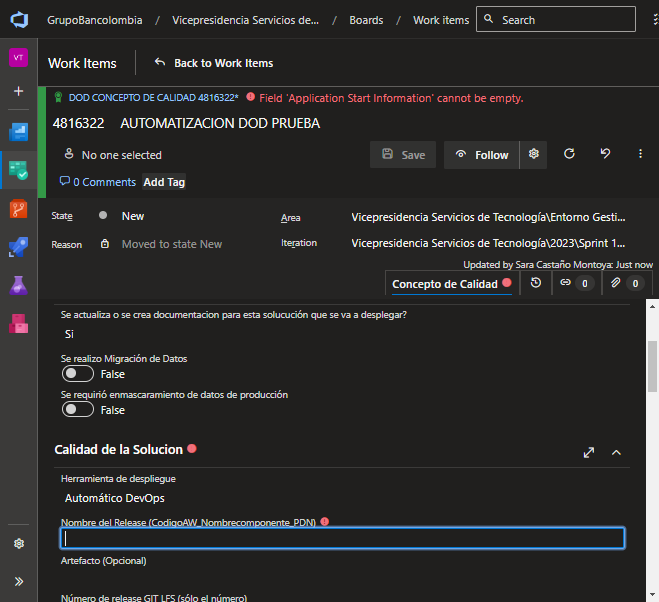 GrupoBancolombia / Vicepresidencia Servicios de... / Boards / Work items Search
VT
Work Items Back to Work Items
DOD CONCEPTO DE CALIDAD 4816322* Field 'Application Start Information' cannot be empty.
4816322 AUTOMATIZACION DOD PRUEBA
No one selected Save Follow
0 Comments Add Tag
State New Area Vicepresidencia Servicios de Tecnología\Entorno Gesti...
Reason Moved to state New Iteration Vicepresidencia Servicios de Tecnología\2023\Sprint 1...
Updated by Sara Castaño Montoya: Just now
Concepto de Calidad 0 0
Se actualiza o se crea documentacion para esta solucución que se va a desplegar?
Si
Se realizo Migración de Datos
False
Se requirió enmascaramiento de datos de producción
False
Calidad de la Solucion
Herramienta de despliegue
Automático DevOps
Nombre del Release (CodigoAW_Nombrecomponente_PDN)
Artefacto (Opcional)
Número de release GIT LFS (sólo el número)